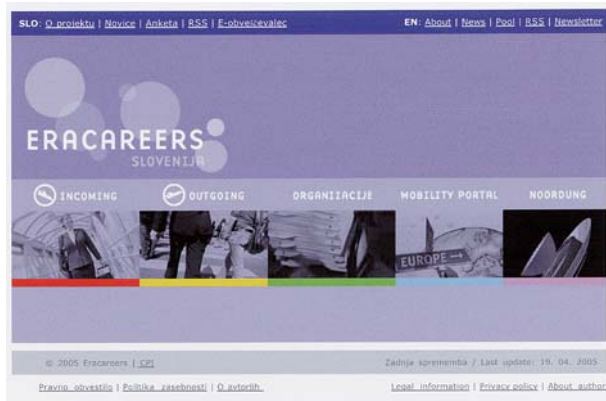 SLO: O projektu | Novice | Anketa | RSS | E-obveščevalec EN: About | News | Pool | RSS | Newsletter
ERACAREERS
SLOVENIJA
INCOMING OUTGOING ORGANIZACIJE MOBILITY PORTAL NOORDUNG
EUROPE →
© 2005 Eracareers | CPI Zadnja sprememba / Last update: 19. 04. 2005
Pravno obvestilo | Politika zasebnosti | O avtorjih Legal information | Privacy policy | About author